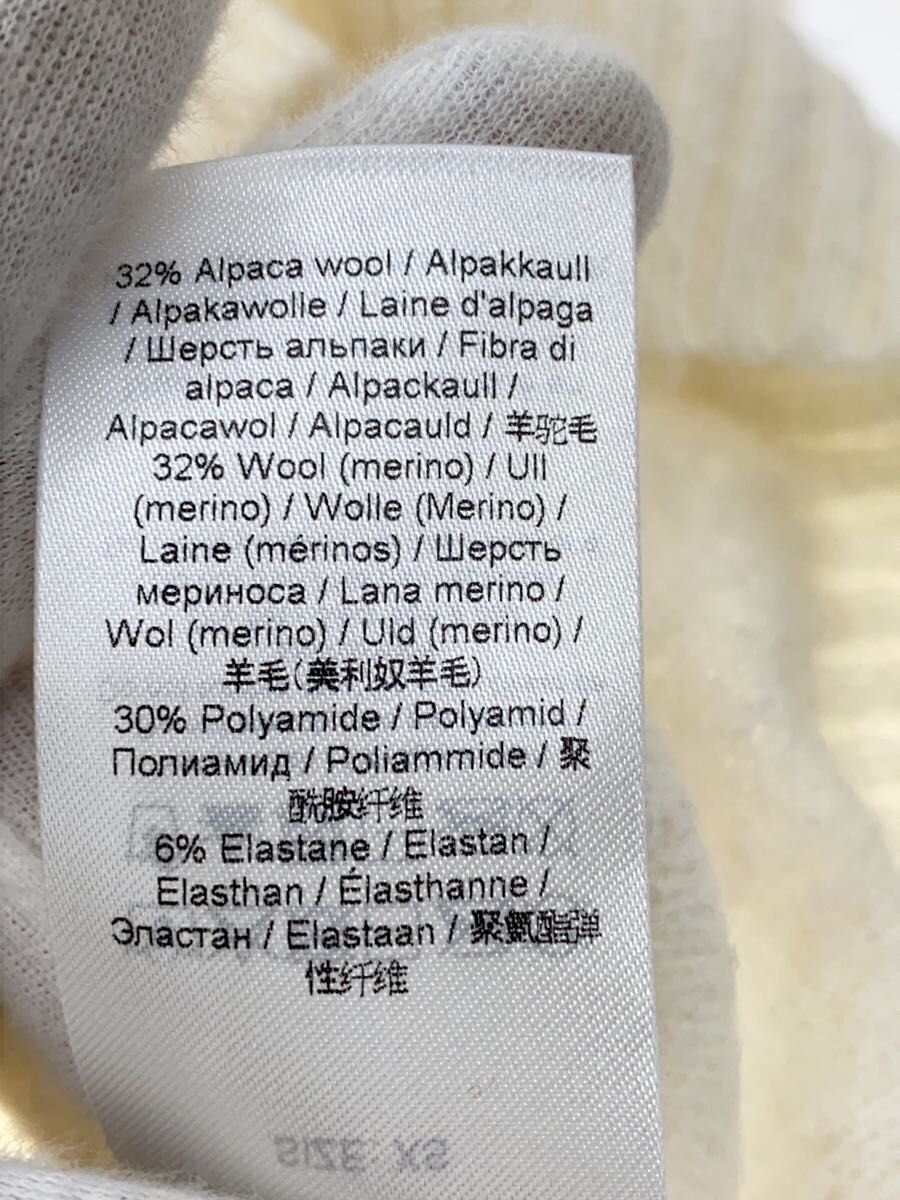 32% Alpaca wool / Alpakkaull
/ Alpakawolle / Laine d'alpaga
/ Шерсть альпаки / Fibra di
alpaca / Alpackaull /
Alpacawol / Alpacauld / 羊驼毛
32% Wool (merino) / Ull
(merino) / Wolle (Merino) /
Laine (mérinos) / Шерсть
мериноса / Lana merino /
Wol (merino) / Uld (merino) /
羊毛(美利奴羊毛)
30% Polyamide / Polyamid /
Полиамид / Poliammide / 聚
酰胺纤维
6% Elastane / Elastan /
Elasthan / Élasthanne /
Эластан / Elastaan / 聚氨酯弹
性纤维
SIZE XS